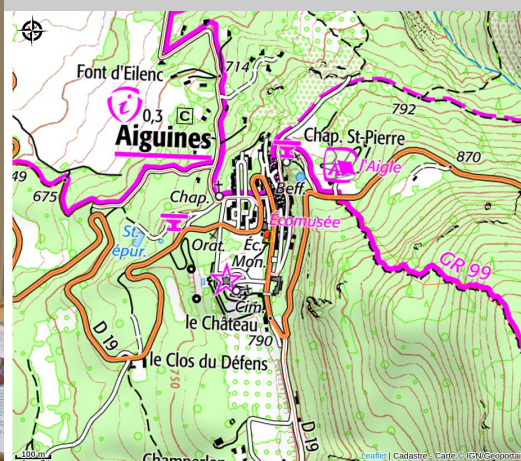 714
Font d'Eilenc
792
i
0,3
C
Aiguines
Chap. St-Pierre
870
l'Aigle
49
675
Chap.
Beff.
Écomusée
St.
épur.
Orat.
Éc.
Mon.
GR 99
Cim.
le Château
790
D 19
le Clos du Défens
750
D 19
100 m
Leaflet | Cadastre - Carte © IGN/Geoportai